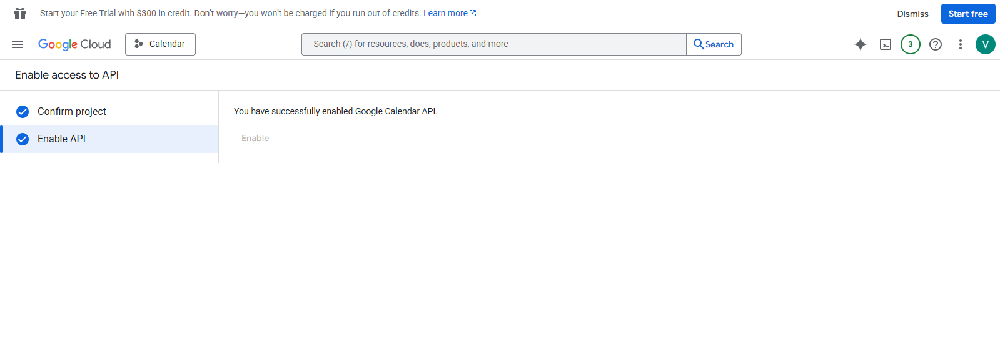 Start your Free Trial with $300 in credit. Don’t worry—you won’t be charged if you run out of credits. Learn more
Dismiss
Start free
Google Cloud
Calendar
Search (/) for resources, docs, products, and more
Search
3
V
Enable access to API
Confirm project
You have successfully enabled Google Calendar API.
Enable API
Enable